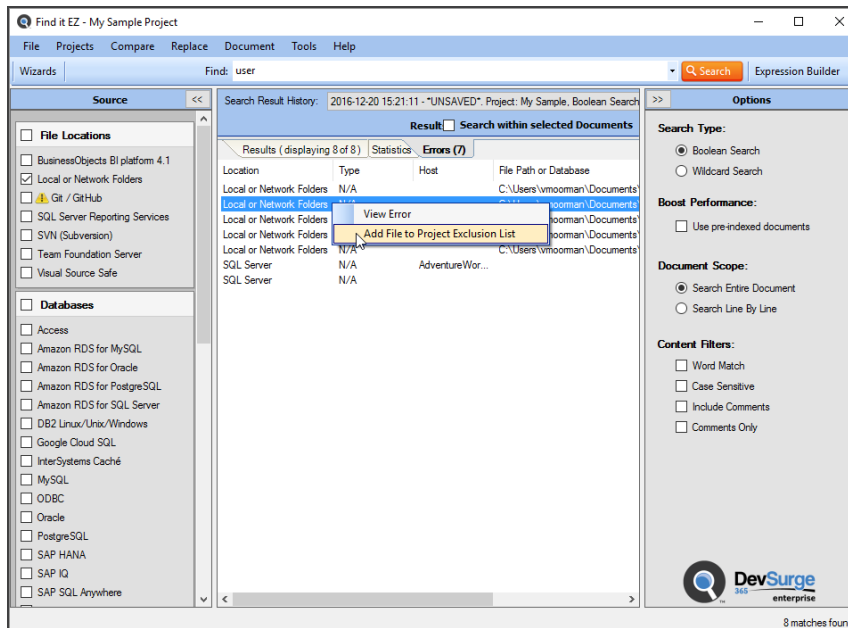 Find it EZ - My Sample Project
File Projects Compare Replace Document Tools Help
Wizards Find: user Search Expression Builder
Source <<
File Locations
BusinessObjects BI platform 4.1
Local or Network Folders
Git / GitHub
SQL Server Reporting Services
SVN (Subversion)
Team Foundation Server
Visual Source Safe
Databases
Access
Amazon RDS for MySQL
Amazon RDS for Oracle
Amazon RDS for PostgreSQL
Amazon RDS for SQL Server
DB2 Linux/Unix/Windows
Google Cloud SQL
InterSystems Caché
MySQL
ODBC
Oracle
PostgreSQL
SAP HANA
SAP IQ
SAP SQL Anywhere
Search Result History: 2016-12-20 15:21:11 - *UNSAVED*. Project: My Sample, Boolean Search
Result Search within selected Documents
Results ( displaying 8 of 8 ) Statistics Errors (7)
Location Type Host File Path or Database
Local or Network Folders N/A C:\Users\vmoorman\Documents\
Local or Network Folders
Local or Network Folders oorman\Documents\
Local or Network Folders oorman\Documents\
Local or Network Folders N/A C:\Users\vmoorman\Documents\
SQL Server N/A AdventureWor...
SQL Server N/A
View Error
Add File to Project Exclusion List
>> Options
Search Type:
Boolean Search
Wildcard Search
Boost Performance:
Use pre-indexed documents
Document Scope:
Search Entire Document
Search Line By Line
Content Filters:
Word Match
Case Sensitive
Include Comments
Comments Only
DevSurge
365 enterprise
8 matches foun